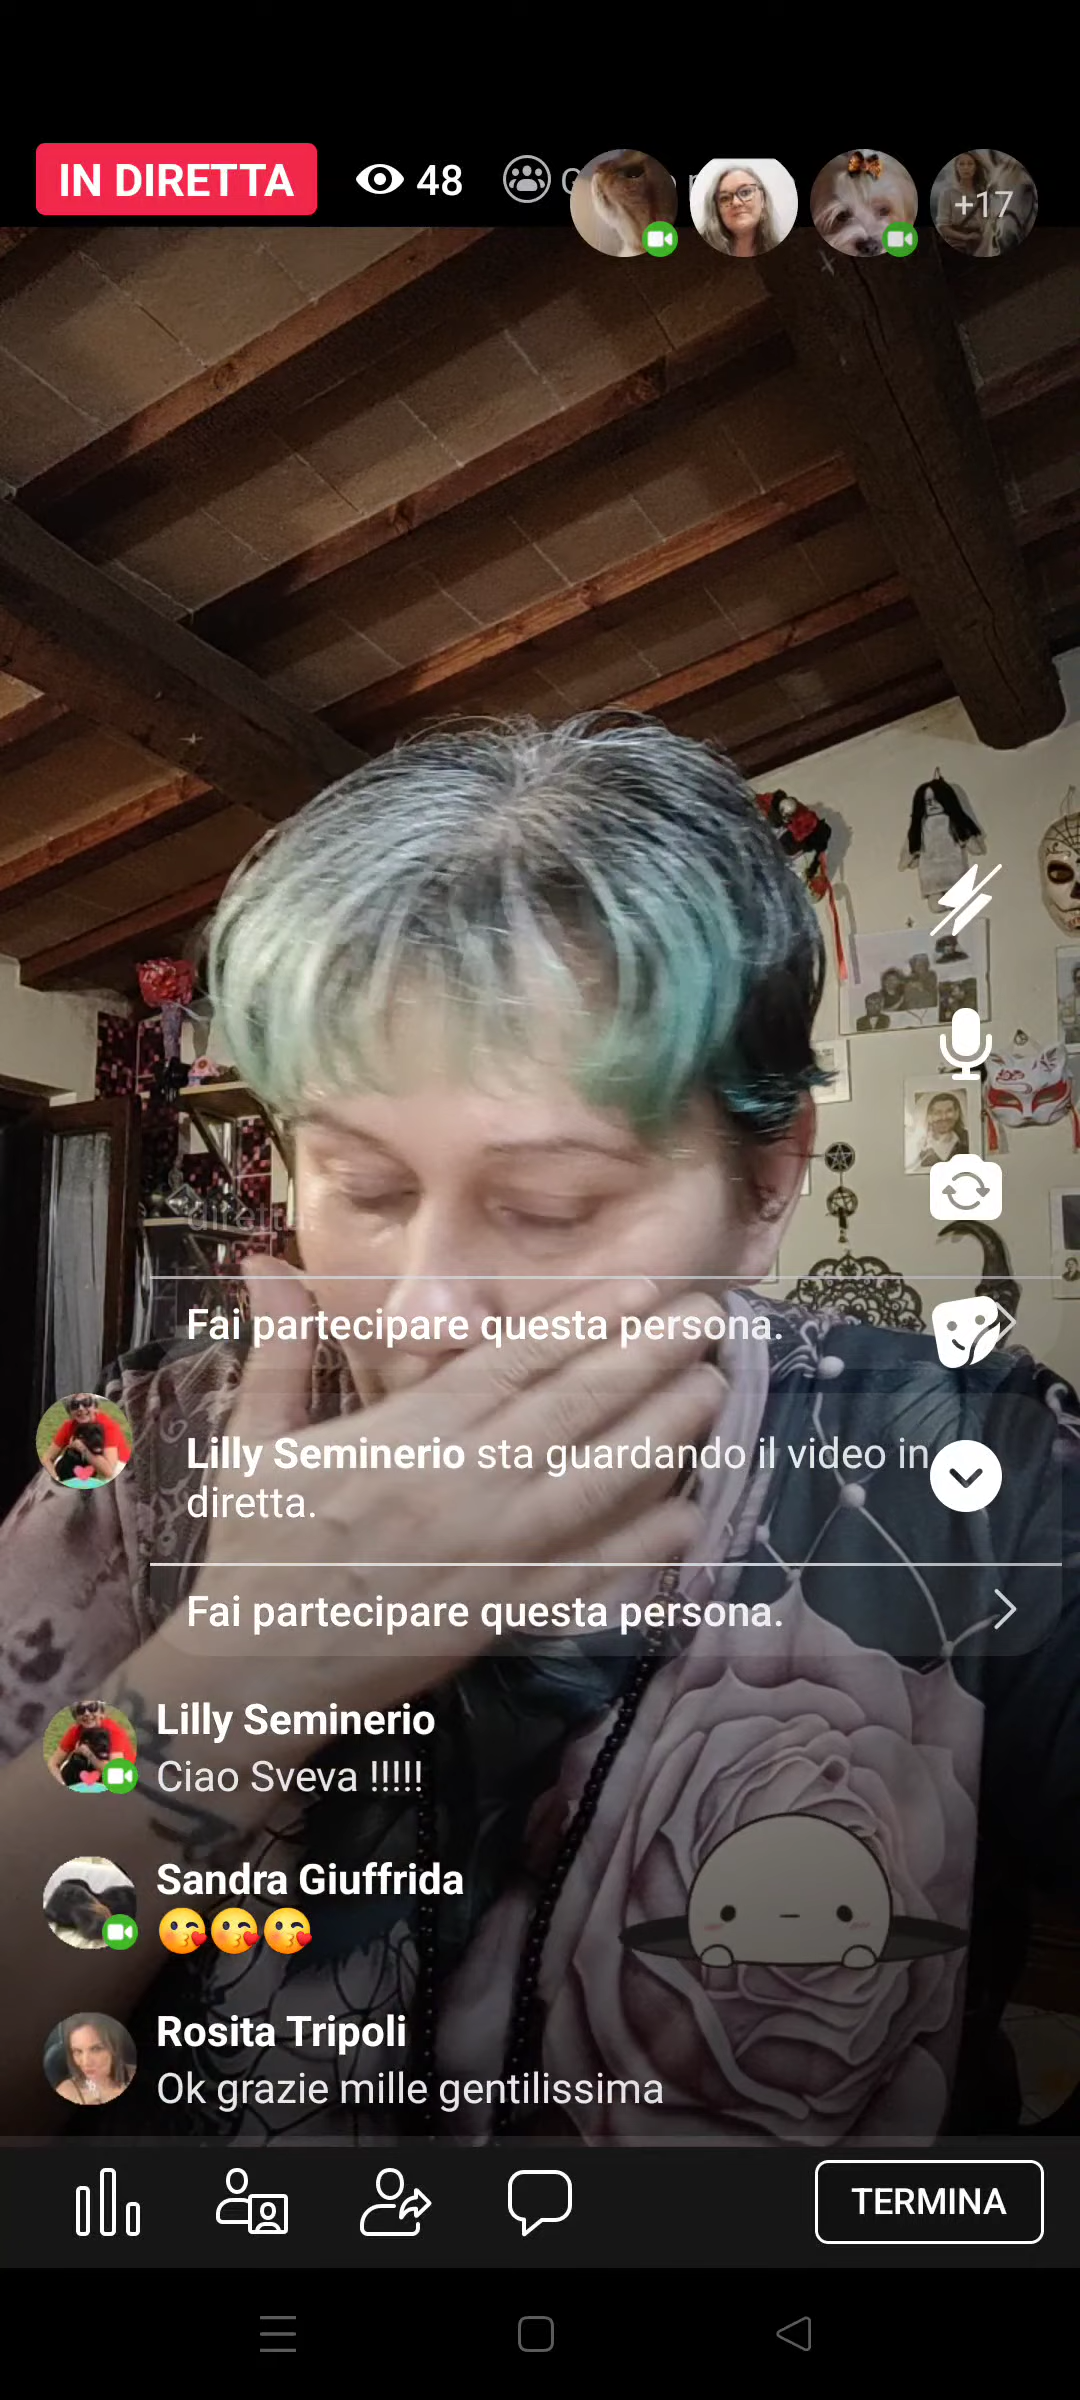 IN DIRETTA
48
+17
diretta.
Fai partecipare questa persona.
Lilly Seminerio sta guardando il video in
diretta.
Fai partecipare questa persona.
Lilly Seminerio
Ciao Sveva !!!!!
Sandra Giuffrida
😘😘😘
Rosita Tripoli
Ok grazie mille gentilissima
TERMINA